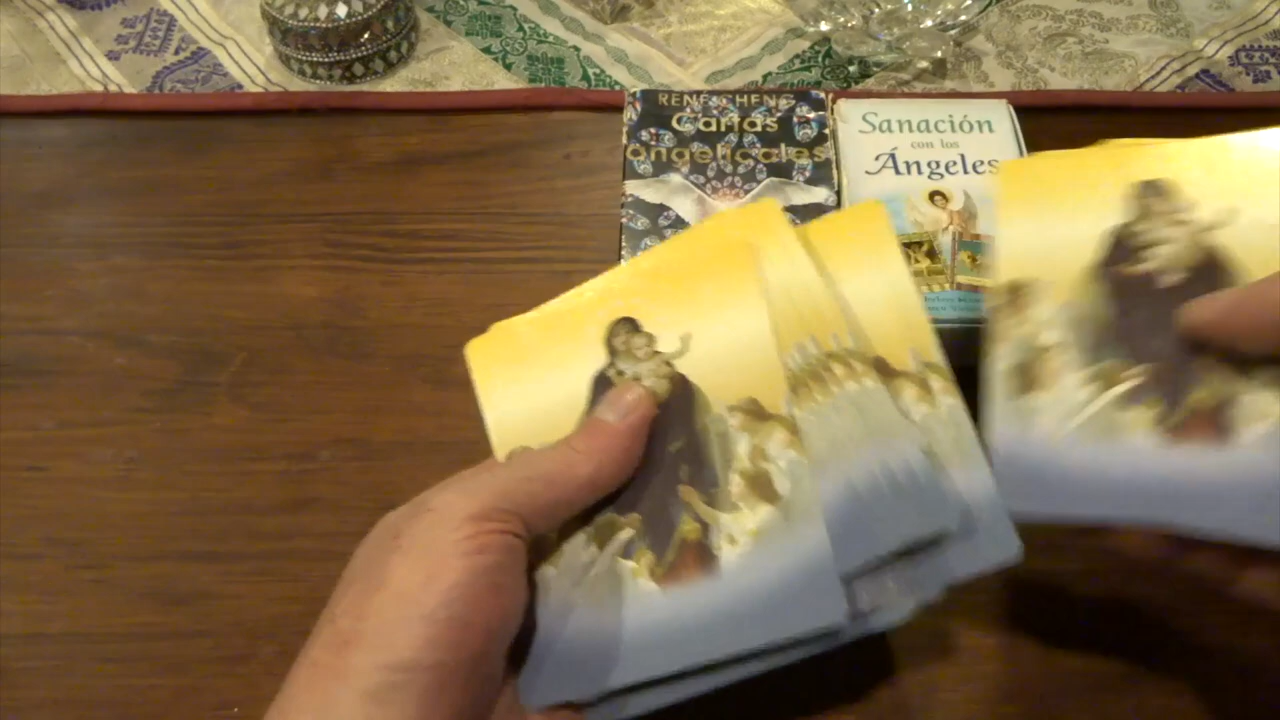 RENE CHENG
Cartas
angelicales
Sanación
con los
Ángeles